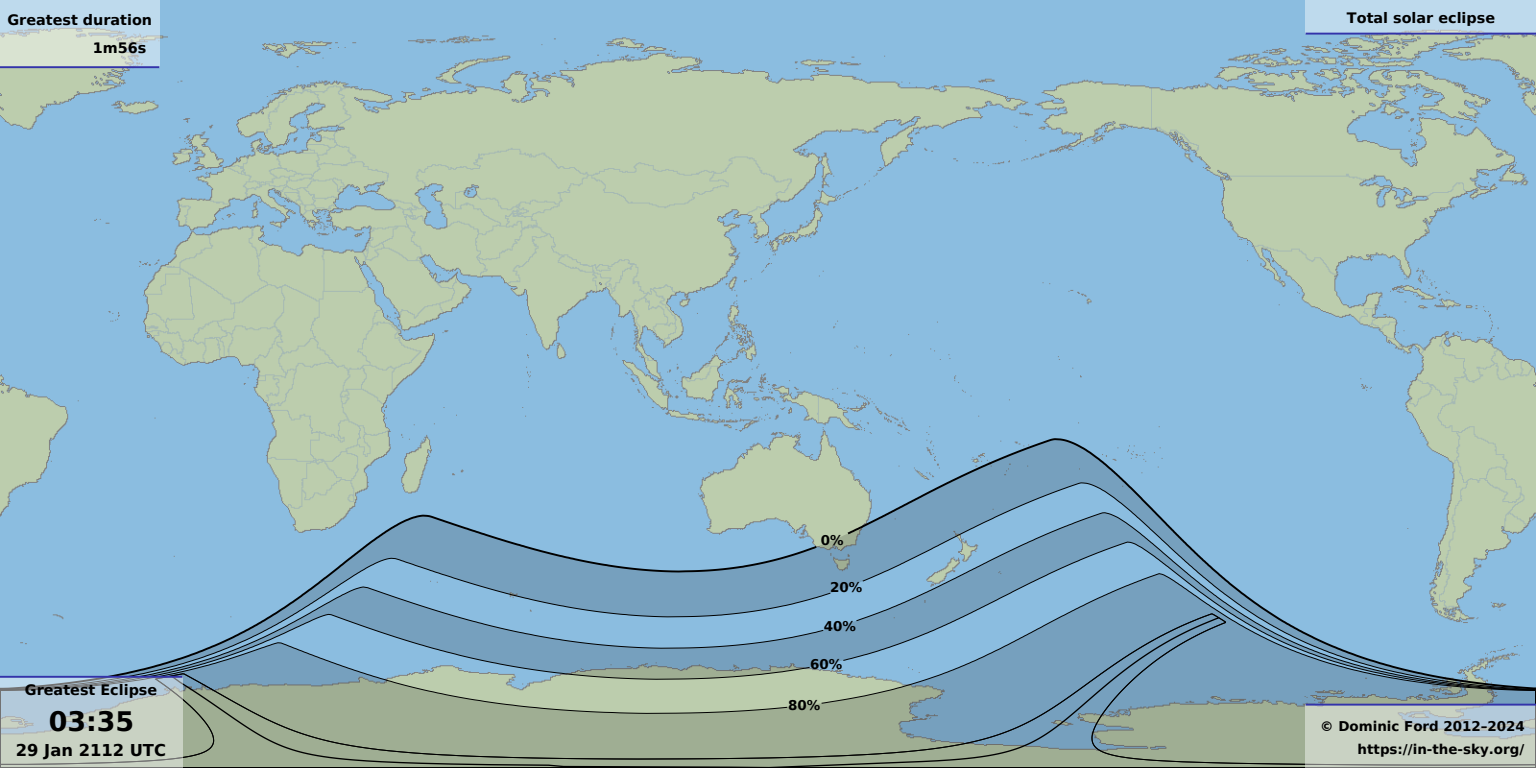 Greatest duration
1m56s
Total solar eclipse
0%
20%
40%
60%
80%
Greatest Eclipse
03:35
29 Jan 2112 UTC
© Dominic Ford 2012–2024
https://in-the-sky.org/